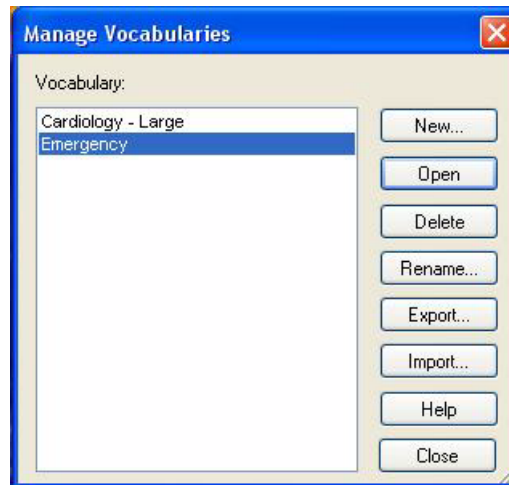 Manage Vocabularies
Vocabulary:
Cardiology - Large
Emergency
New...
Open
Delete
Rename...
Export...
Import...
Help
Close